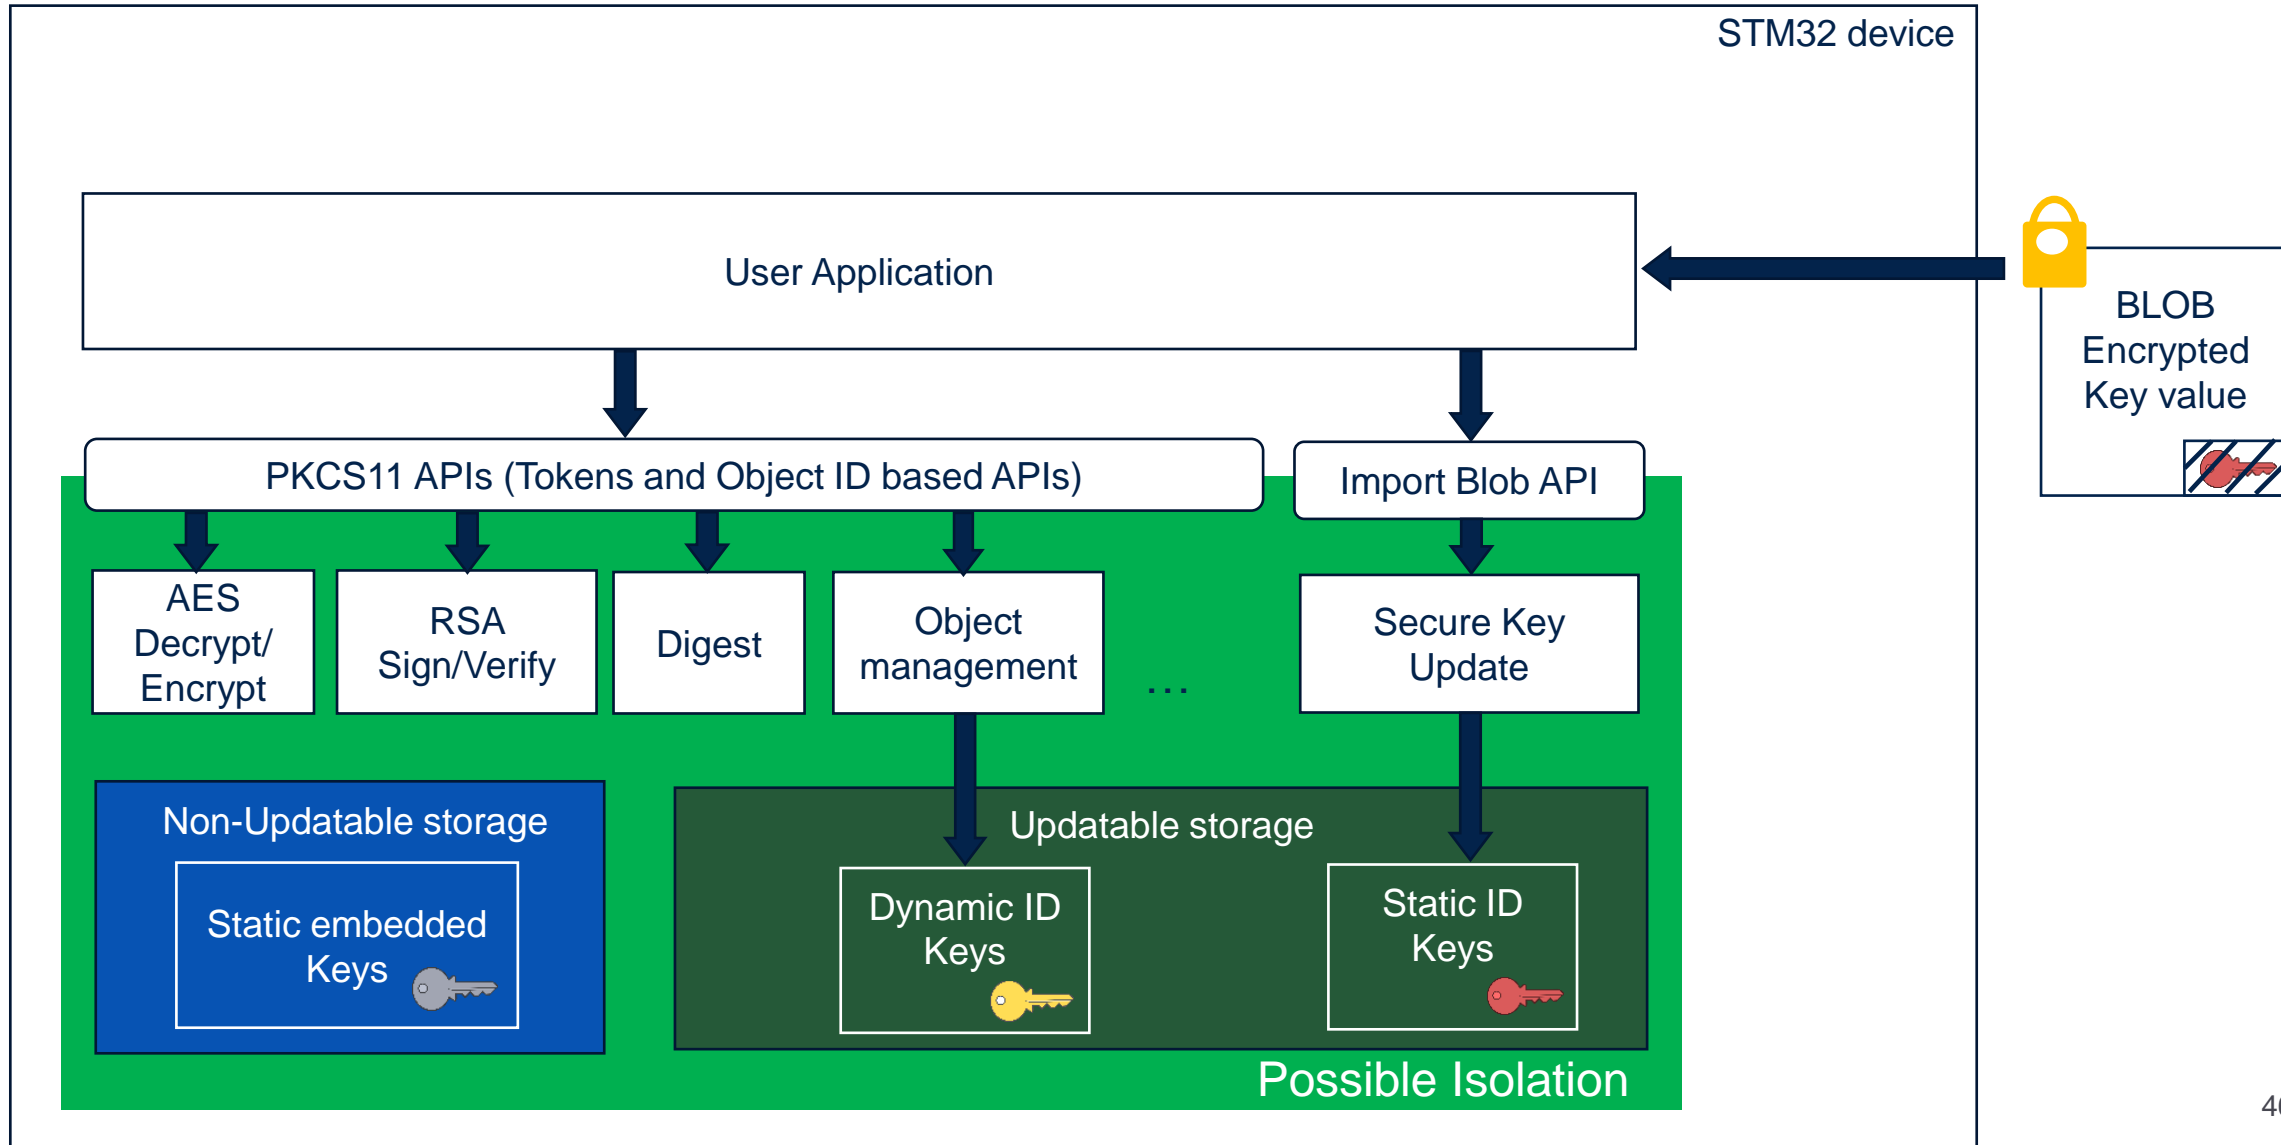 STM32 device
User Application
BLOB
Encrypted
Key value
PKCS11 APIs (Tokens and Object ID based APIs)
Import Blob API
AES
Decrypt/
Encrypt
RSA
Sign/Verify
Digest
Object
management
...
Secure Key
Update
Non-Updatable storage
Static embedded
Keys
Updatable storage
Dynamic ID
Keys
Static ID
Keys
Possible Isolation